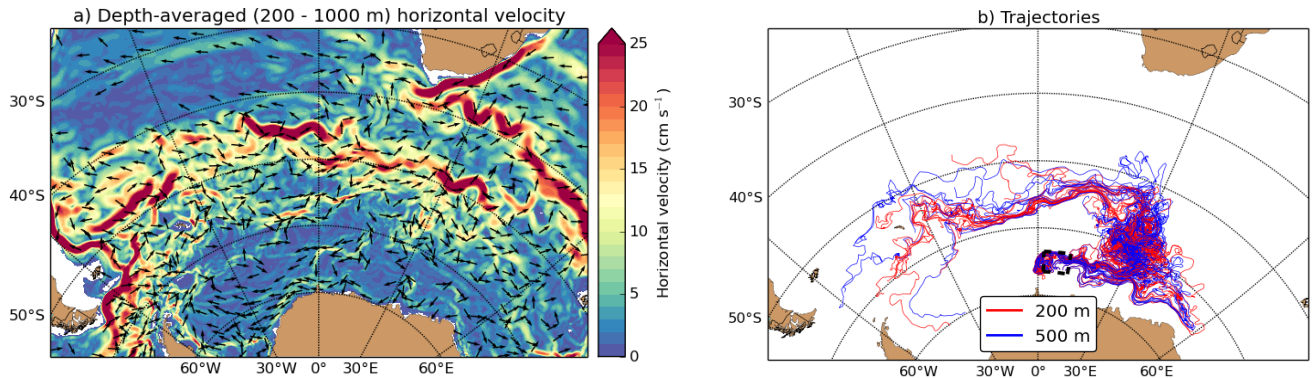 a) Depth-averaged (200 - 1000 m) horizontal velocity
30°S
40°S
50°S
60°W
30°W
0°
30°E
60°E
25
20
15
10
5
0
Horizontal velocity (cm s⁻¹)
b) Trajectories
30°S
40°S
50°S
60°W
30°W
0°
30°E
60°E
200 m
500 m